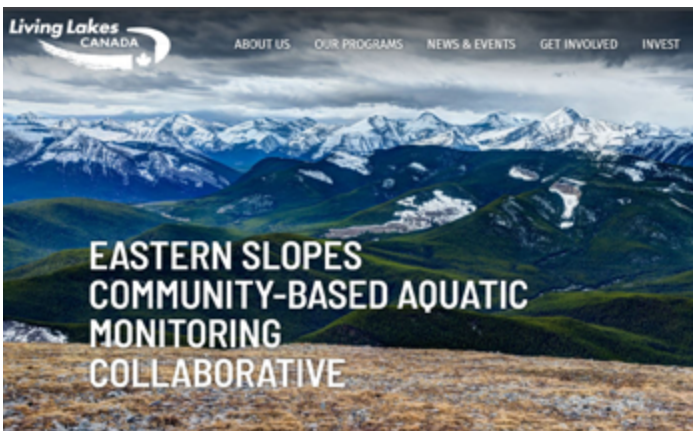 Living Lakes
CANADA
ABOUT US OUR PROGRAMS NEWS & EVENTS GET INVOLVED INVEST
EASTERN SLOPES
COMMUNITY-BASED AQUATIC
MONITORING
COLLABORATIVE